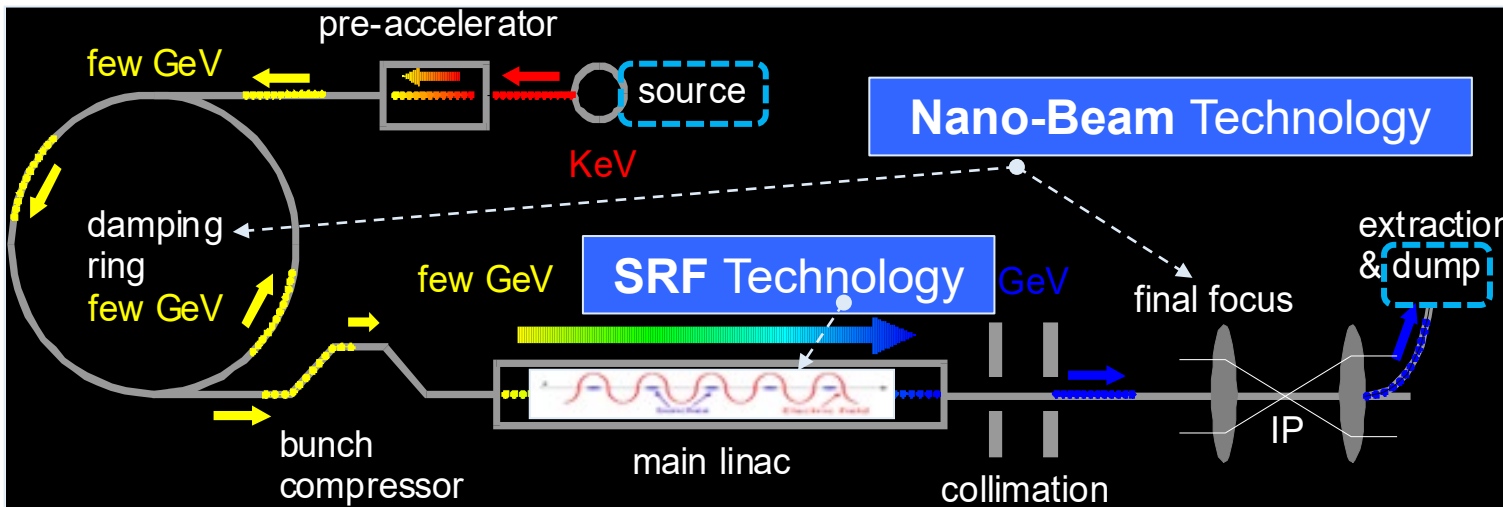 pre-accelerator
few GeV
source
KeV
Nano-Beam Technology
damping
ring
few GeV
few GeV
SRF Technology
GeV
final focus
extraction
& dump
IP
bunch
compressor
main linac
collimation